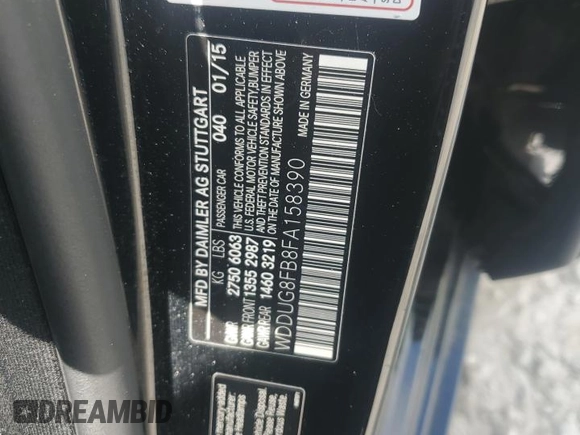 MFD BY DAIMLER AG STUTTGART
KG LBS PASSENGER CAR 040 01/15
GVWR 2750 6063 THIS VEHICLE CONFORMS TO ALL APPLICABLE
GAWR FRONT 1355 2987 U.S. FEDERAL MOTOR VEHICLE SAFETY, BUMPER
GAWR REAR 1460 3219 AND THEFT PREVENTION STANDARDS IN EFFECT
ON THE DATE OF MANUFACTURE SHOWN ABOVE
WDDUG8FB8FA158390 MADE IN GERMANY
DREAMBID